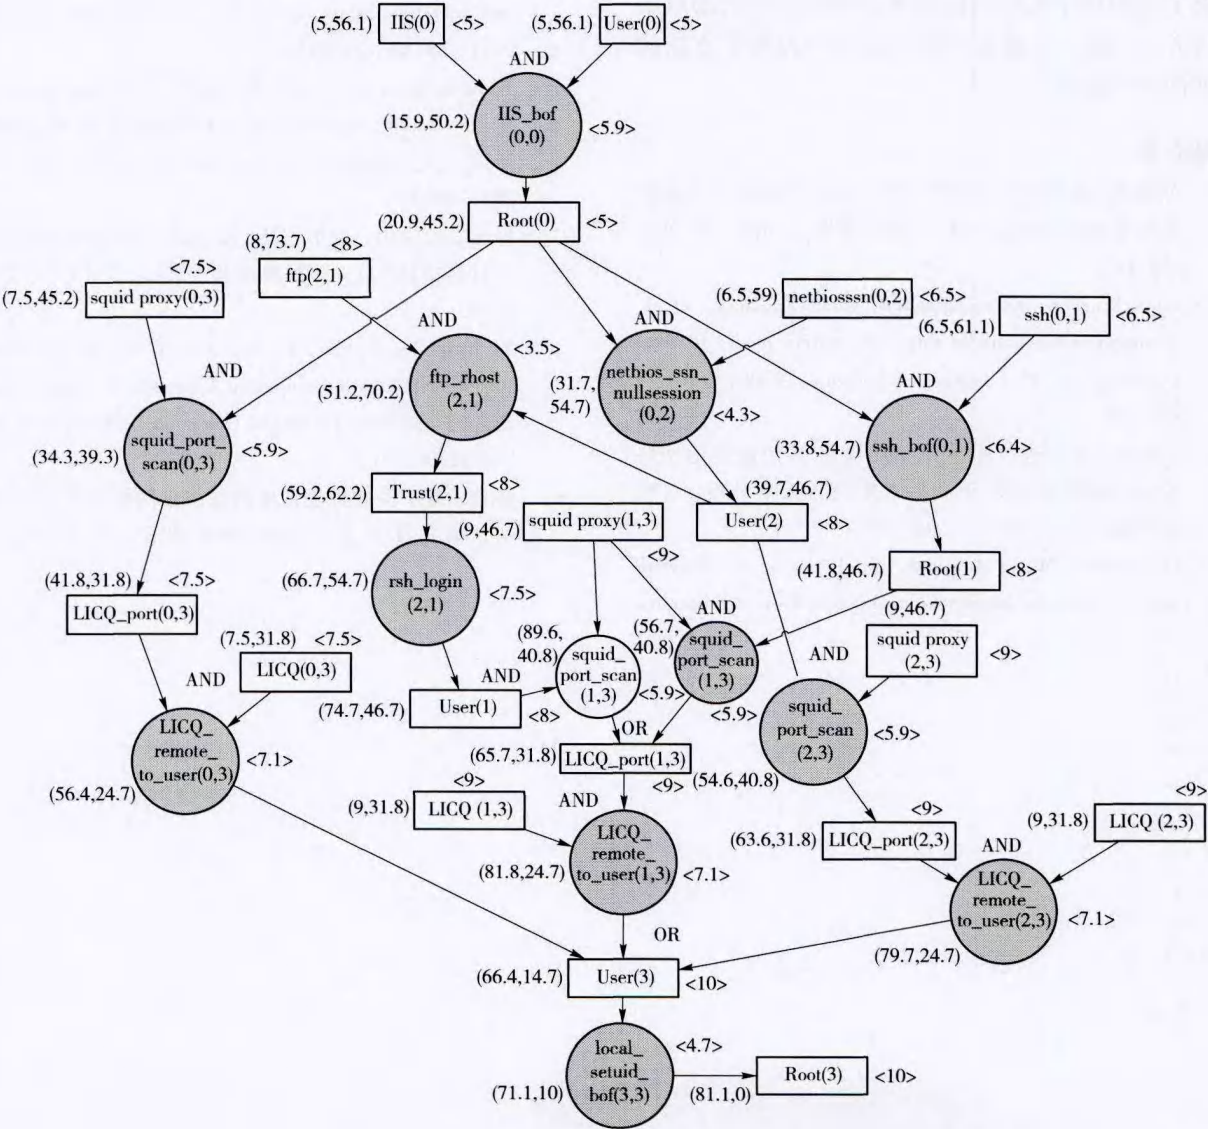 (5,56.1) IIS(0) <5>
(5,56.1) User(0) <5>
AND
IIS_bof
(0,0)
(15.9,50.2) <5.9>
(20.9,45.2) Root(0) <5>
(8,73.7) <8>
ftp(2,1)
<7.5>
(7.5,45.2) squid proxy(0,3)
(6.5,59) netbiosssn(0,2) <6.5>
(6.5,61.1) ssh(0,1) <6.5>
AND
<3.5>
ftp_rhost
(2,1)
(51.2,70.2)
AND
netbios_ssn_
nullsession
(0,2)
(31.7,
54.7)
<4.3>
AND
squid_port_
scan(0,3)
(34.3,39.3) <5.9>
AND
(33.8,54.7) ssh_bof(0,1) <6.4>
(59.2,62.2) Trust(2,1) <8>
(9,46.7) squid proxy(1,3)
<9>
(39.7,46.7)
User(2) <8>
(41.8,46.7) Root(1) <8>
(66.7,54.7) rsh_login
(2,1)
<7.5>
(41.8,31.8) <7.5>
LICQ_port(0,3)
(9,46.7)
squid proxy
(2,3)
<9>
(89.6,
40.8)
squid_
port_scan
(1,3)
<5.9>
AND
(56.7,
40.8)
squid_
port_scan
(1,3)
<5.9>
AND
squid_
port_scan
(2,3)
<5.9>
(54.6,40.8)
(7.5,31.8) <7.5>
LICQ(0,3)
AND
AND
(74.7,46.7) User(1) <8>
LICQ_
remote_
to_user(0,3)
<7.1>
(56.4,24.7)
OR
(65.7,31.8) LICQ_port(1,3)
<9>
<9>
(9,31.8) LICQ (1,3)
AND
LICQ_
remote_
to_user(1,3)
(81.8,24.7) <7.1>
<9>
(63.6,31.8) LICQ_port(2,3)
<9>
(9,31.8) LICQ (2,3)
AND
LICQ_
remote_
to_user(2,3)
<7.1>
(79.7,24.7)
OR
(66.4,14.7) User(3) <10>
local_
setuid_
bof(3,3)
<4.7>
(71.1,10)
(81.1,0) Root(3) <10>